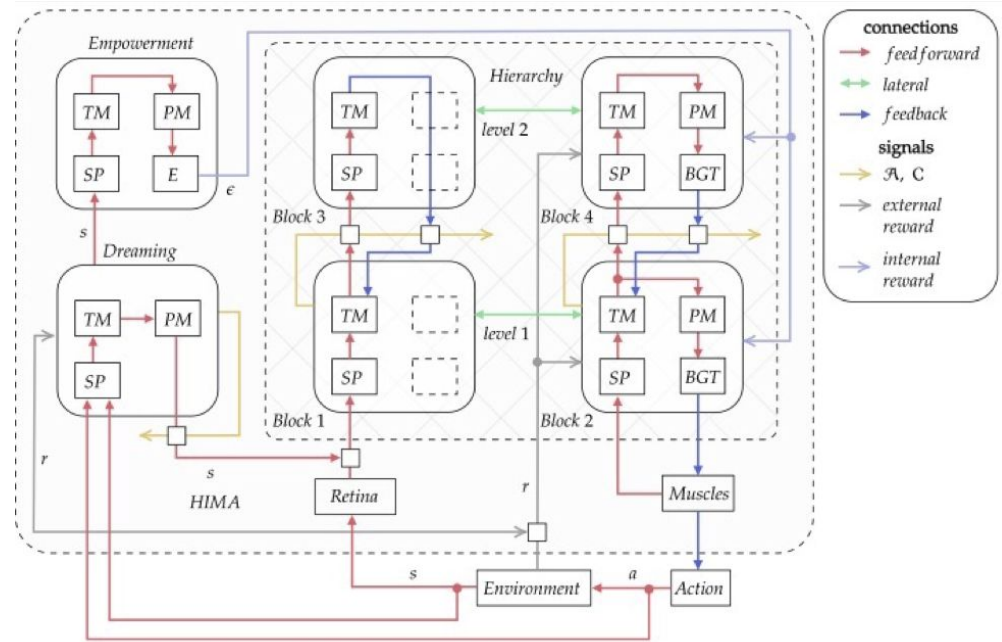 Empowerment
TM
PM
SP
E
ϵ
s
Dreaming
TM
PM
SP
s
r
HIMA
Hierarchy
TM
SP
Block 3
level 2
TM
PM
SP
BGT
Block 4
TM
SP
Block 1
level 1
TM
PM
SP
BGT
Block 2
r
Retina
Muscles
s
Environment
a
Action
connections
feedforward
lateral
feedback
signals
𝒜, C
external
reward
internal
reward